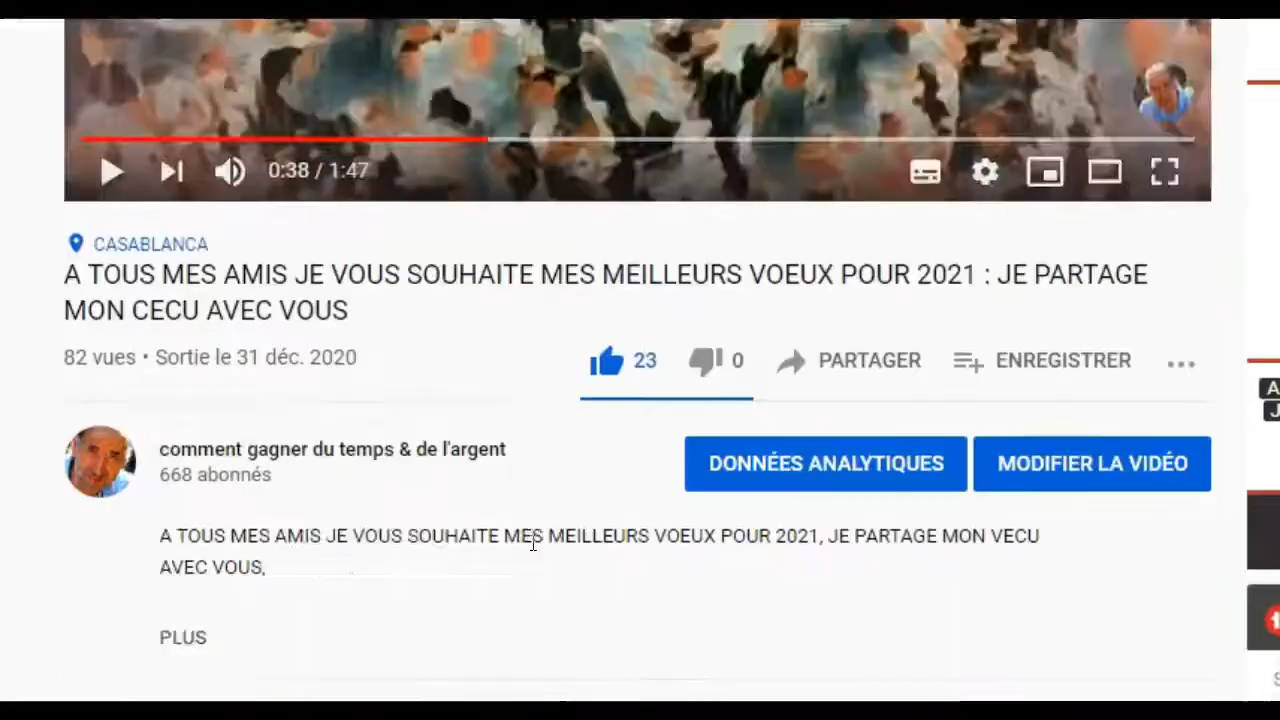 0:38 / 1:47
CASABLANCA
A TOUS MES AMIS JE VOUS SOUHAITE MES MEILLEURS VOEUX POUR 2021 : JE PARTAGE
MON CECU AVEC VOUS
82 vues • Sortie le 31 déc. 2020
23 0 PARTAGER ENREGISTRER
comment gagner du temps & de l'argent
668 abonnés
DONNÉES ANALYTIQUES MODIFIER LA VIDÉO
A TOUS MES AMIS JE VOUS SOUHAITE MES MEILLEURS VOEUX POUR 2021, JE PARTAGE MON VECU
AVEC VOUS,
PLUS
A
J
S